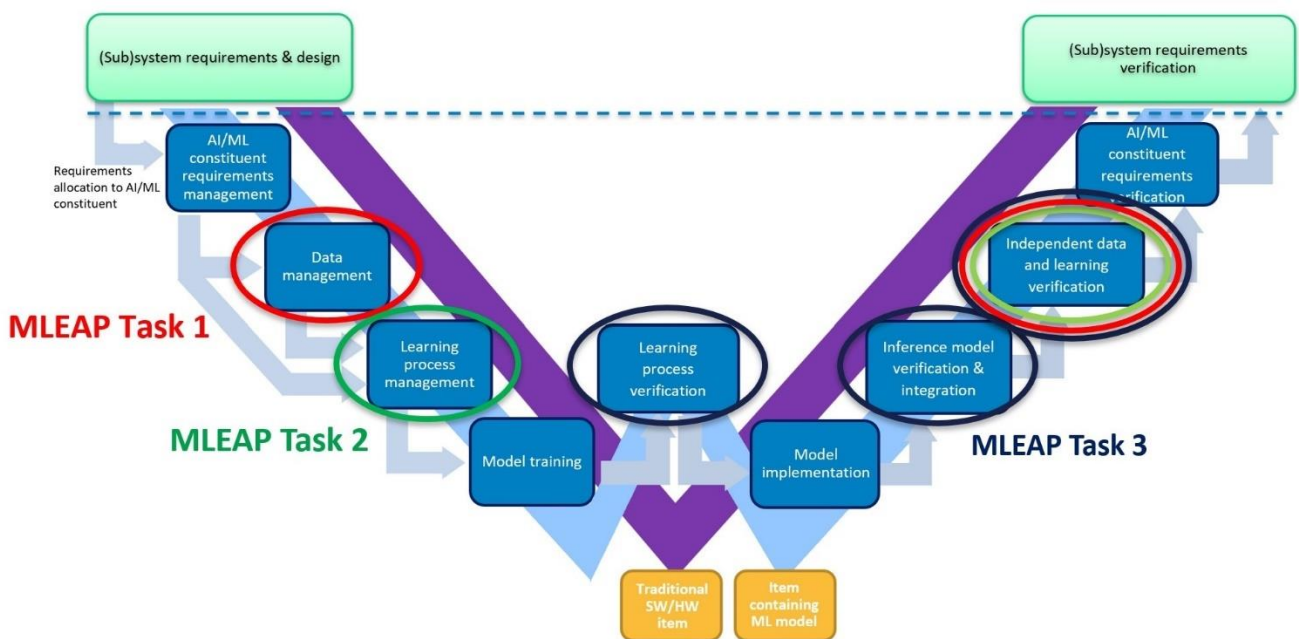 (Sub)system requirements & design
(Sub)system requirements
verification
AI/ML
constituent
requirements
management
AI/ML
constituent
requirements
verification
Requirements
allocation to AI/ML
constituent
Data
management
Independent data
and learning
verification
MLEAP Task 1
Learning
process
management
Learning
process
verification
Inference model
verification &
integration
MLEAP Task 2
MLEAP Task 3
Model training
Model
implementation
Traditional
SW/HW
item
Item
containing
ML model